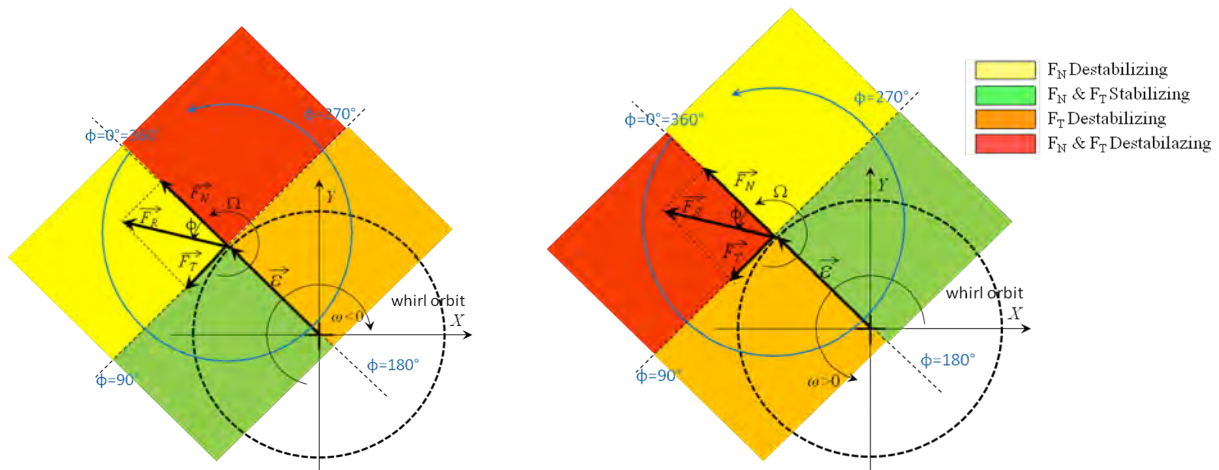 ϕ=0°=360°
ϕ=270°
F_N
Ω
F_R
ϕ
F_T
ε
Y
whirl orbit
X
ω<0
ϕ=180°
ϕ=90°
ϕ=0°=360°
ϕ=270°
F_N
Ω
F_R
ϕ
F_T
ε
Y
whirl orbit
X
ω>0
ϕ=180°
ϕ=90°
F_N Destabilizing
F_N & F_T Stabilizing
F_T Destabilizing
F_N & F_T Destabilazing